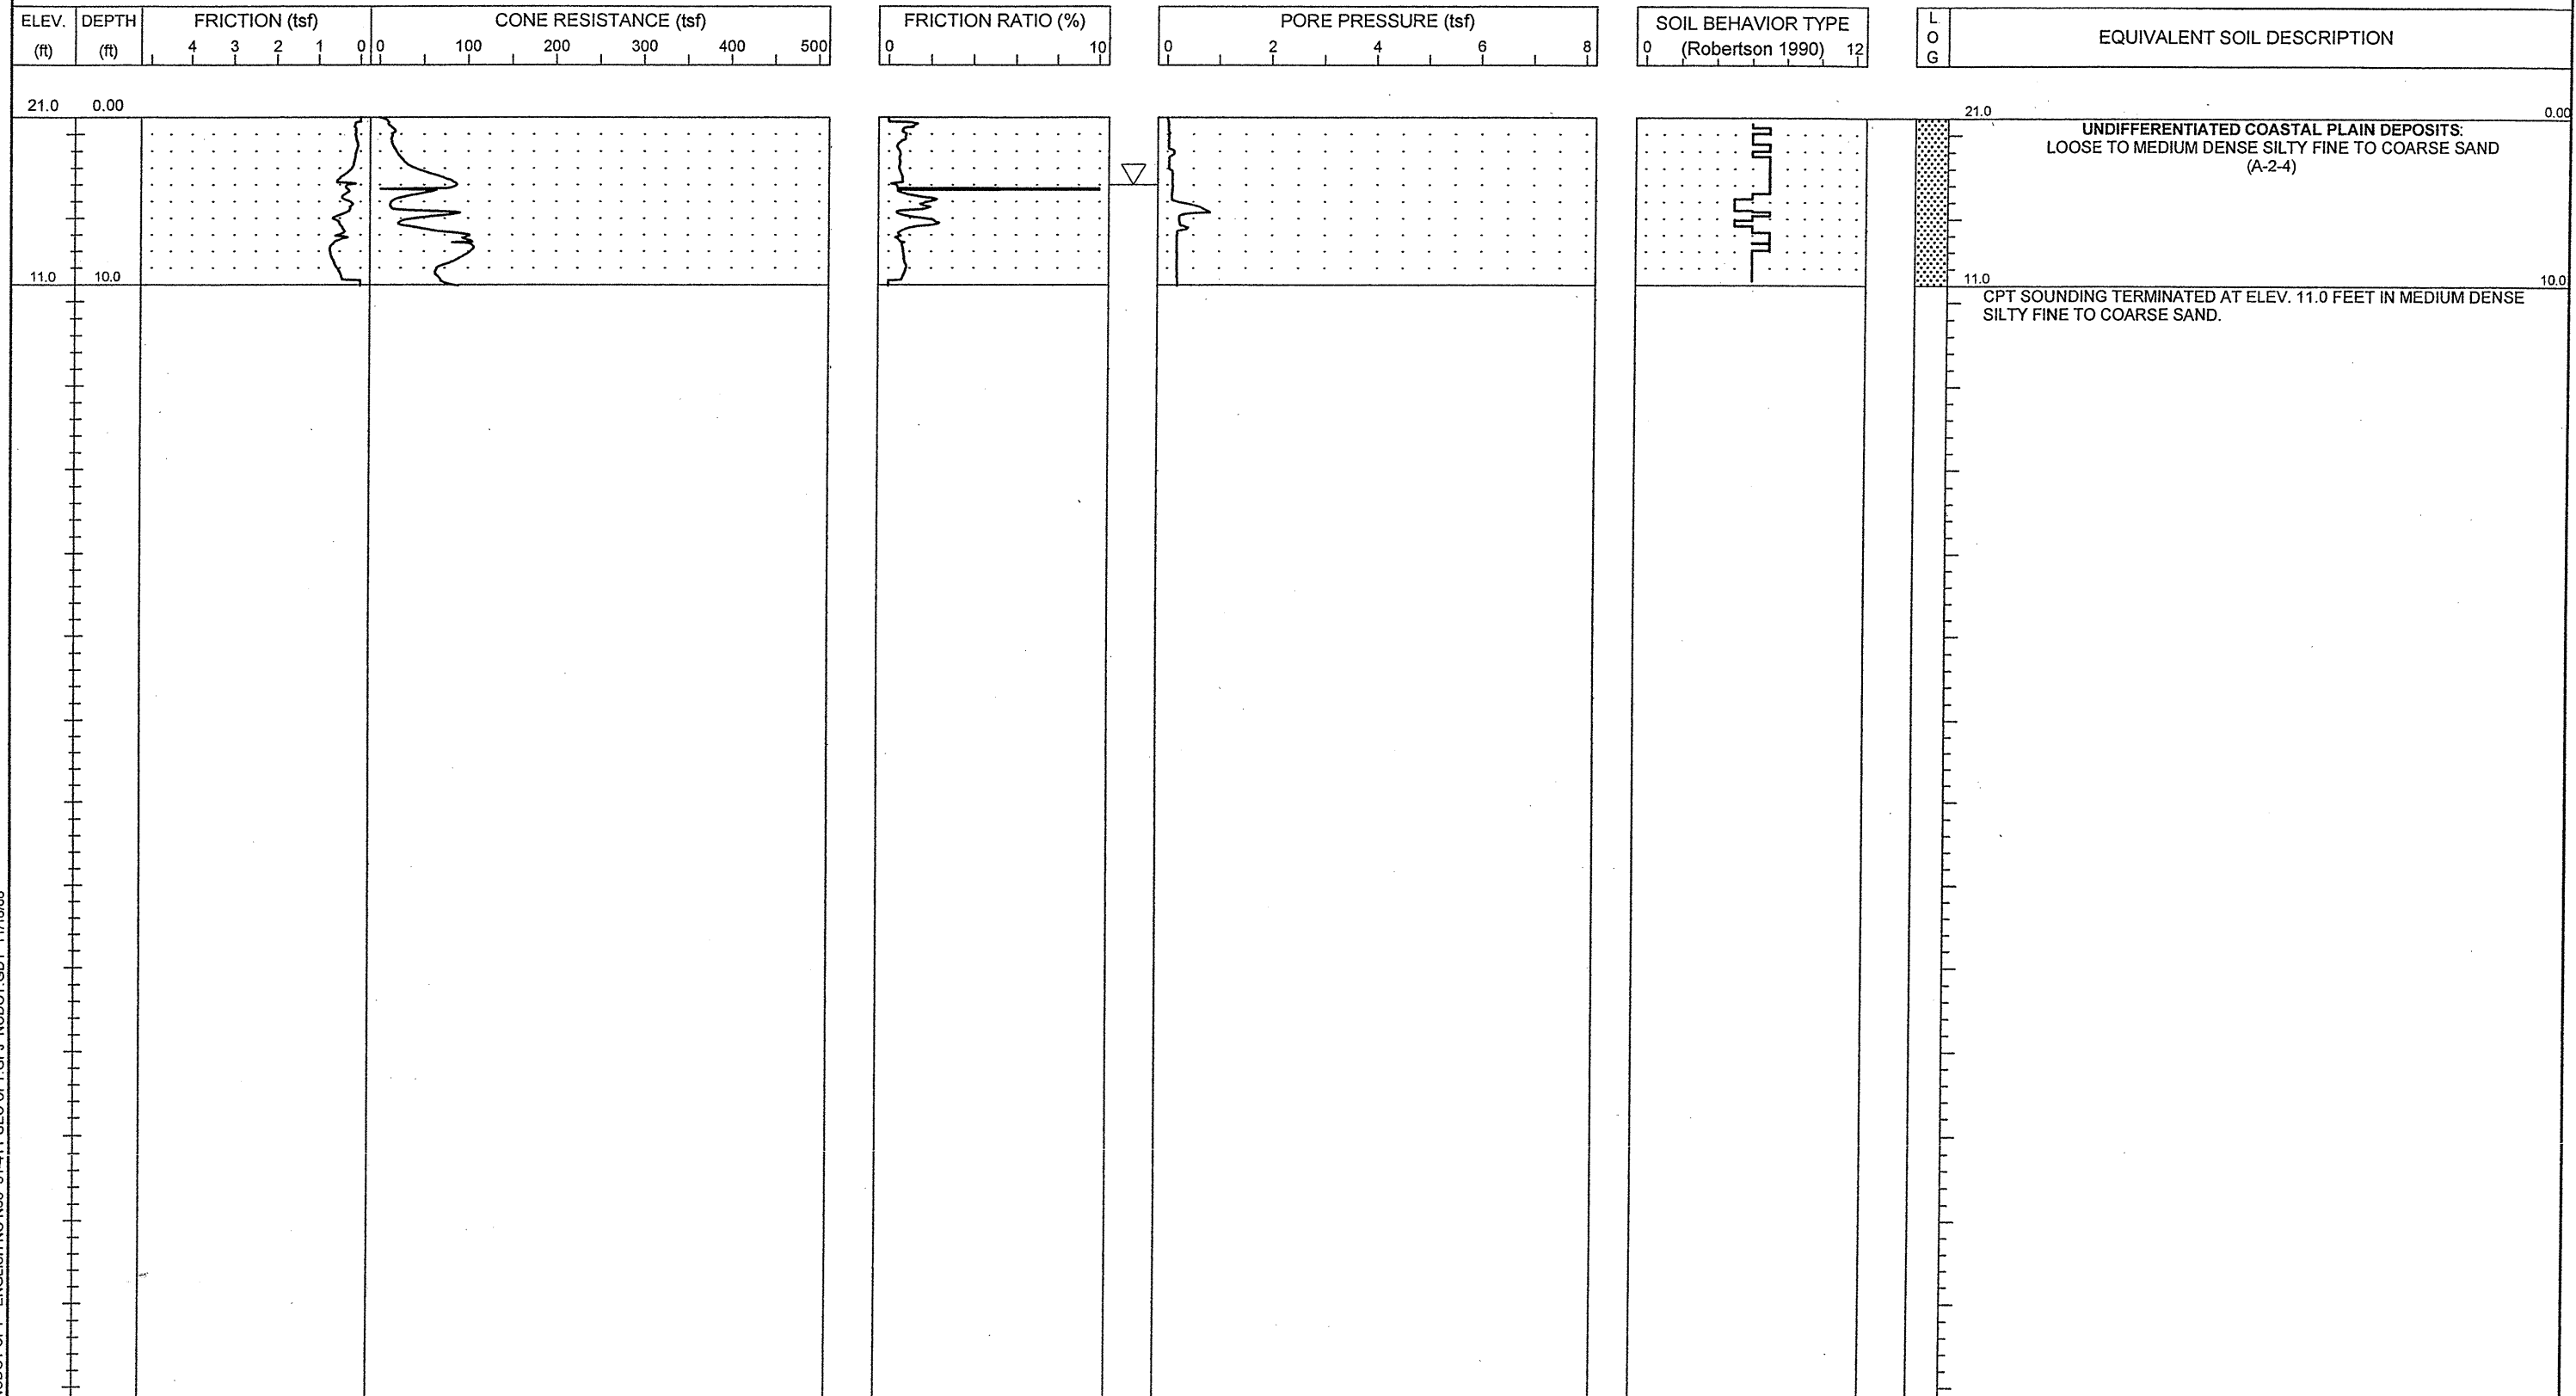 ELEV.
(ft)
DEPTH
(ft)
FRICTION (tsf)
4 3 2 1 0
CONE RESISTANCE (tsf)
0 100 200 300 400 500
FRICTION RATIO (%)
0 10
PORE PRESSURE (tsf)
0 2 4 6 8
SOIL BEHAVIOR TYPE
(Robertson 1990)
0 12
L
O
G
EQUIVALENT SOIL DESCRIPTION
21.0 0.00
21.0 0.00
UNDIFFERENTIATED COASTAL PLAIN DEPOSITS:
LOOSE TO MEDIUM DENSE SILTY FINE TO COARSE SAND
(A-2-4)
11.0 10.0
11.0 10.0
CPT SOUNDING TERMINATED AT ELEV. 11.0 FEET IN MEDIUM DENSE
SILTY FINE TO COARSE SAND.